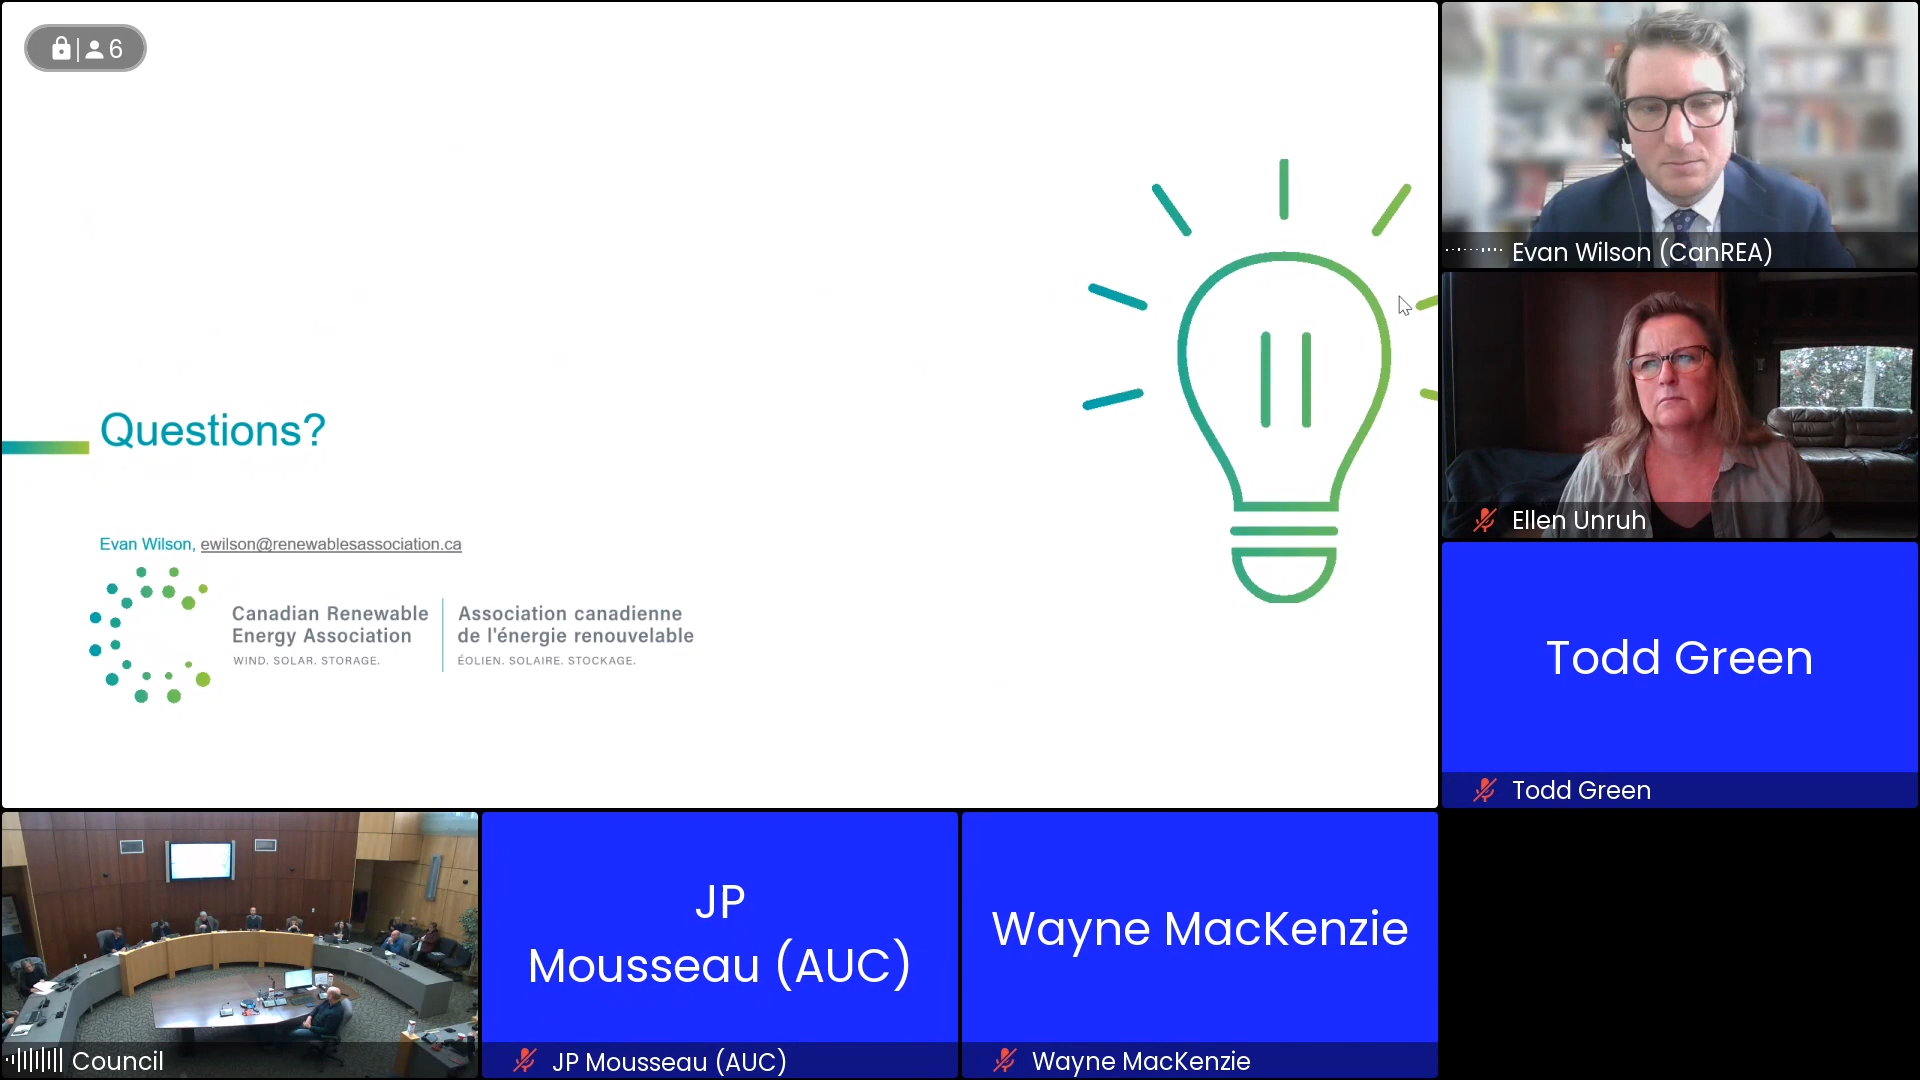 6
Questions?
Evan Wilson, ewilson@renewablesassociation.ca
Canadian Renewable
Energy Association
WIND. SOLAR. STORAGE.
Association canadienne
de l'énergie renouvelable
ÉOLIEN. SOLAIRE. STOCKAGE.
Evan Wilson (CanREA)
Ellen Unruh
Todd Green
Todd Green
Council
JP
Mousseau (AUC)
JP Mousseau (AUC)
Wayne MacKenzie
Wayne MacKenzie